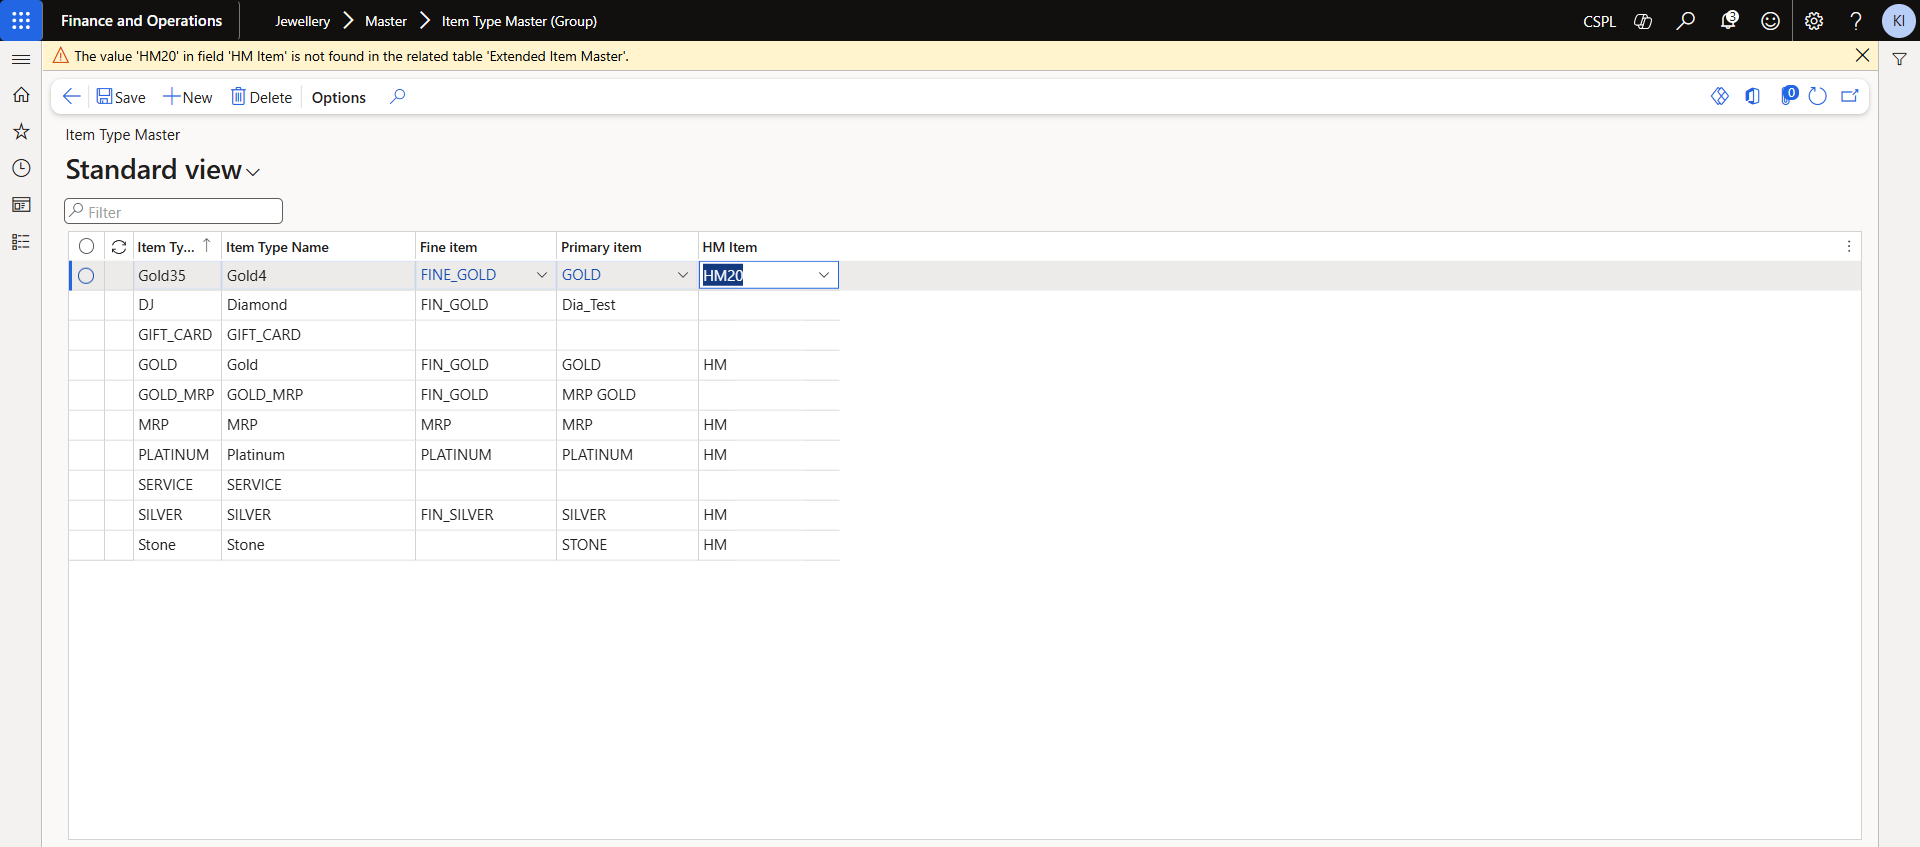 Finance and Operations Jewellery Master Item Type Master (Group) CSPL 3 KI
The value 'HM20' in field 'HM Item' is not found in the related table 'Extended Item Master'.
Save New Delete Options 0
Item Type Master
Standard view
Filter
Item Ty... Item Type Name Fine item Primary item HM Item
Gold35 Gold4 FINE_GOLD GOLD HM20
DJ Diamond FIN_GOLD Dia_Test
GIFT_CARD GIFT_CARD
GOLD Gold FIN_GOLD GOLD HM
GOLD_MRP GOLD_MRP FIN_GOLD MRP GOLD
MRP MRP MRP MRP HM
PLATINUM Platinum PLATINUM PLATINUM HM
SERVICE SERVICE
SILVER SILVER FIN_SILVER SILVER HM
Stone Stone STONE HM